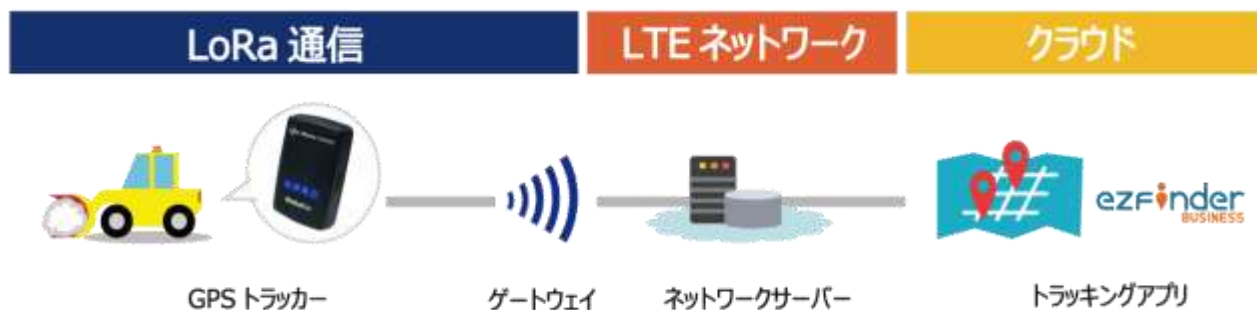 LoRa 通信
LTE ネットワーク
クラウド
ezFinder
BUSINESS
GPS トラッカー
ゲートウェイ
ネットワークサーバー
トラッキングアプリ